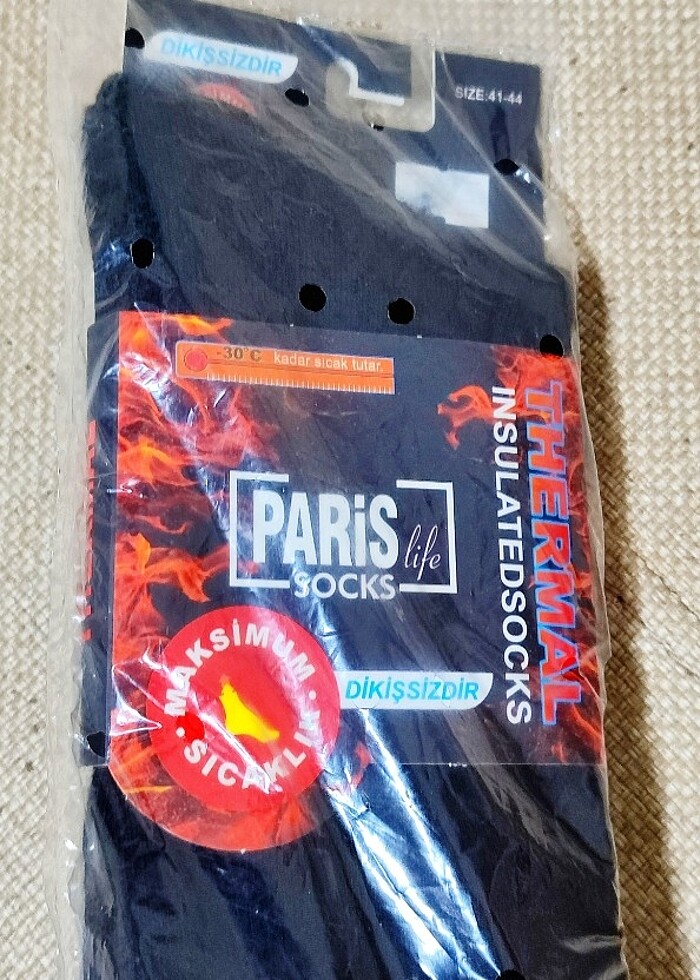 DİKİŞSİZDİR
SIZE:41-44
-30°C kadar sıcak tutar.
THERMAL
INSULATEDSOCKS
PARiS life
SOCKS
MAKSİMUM
SICAKLIK
DİKİŞSİZDİR